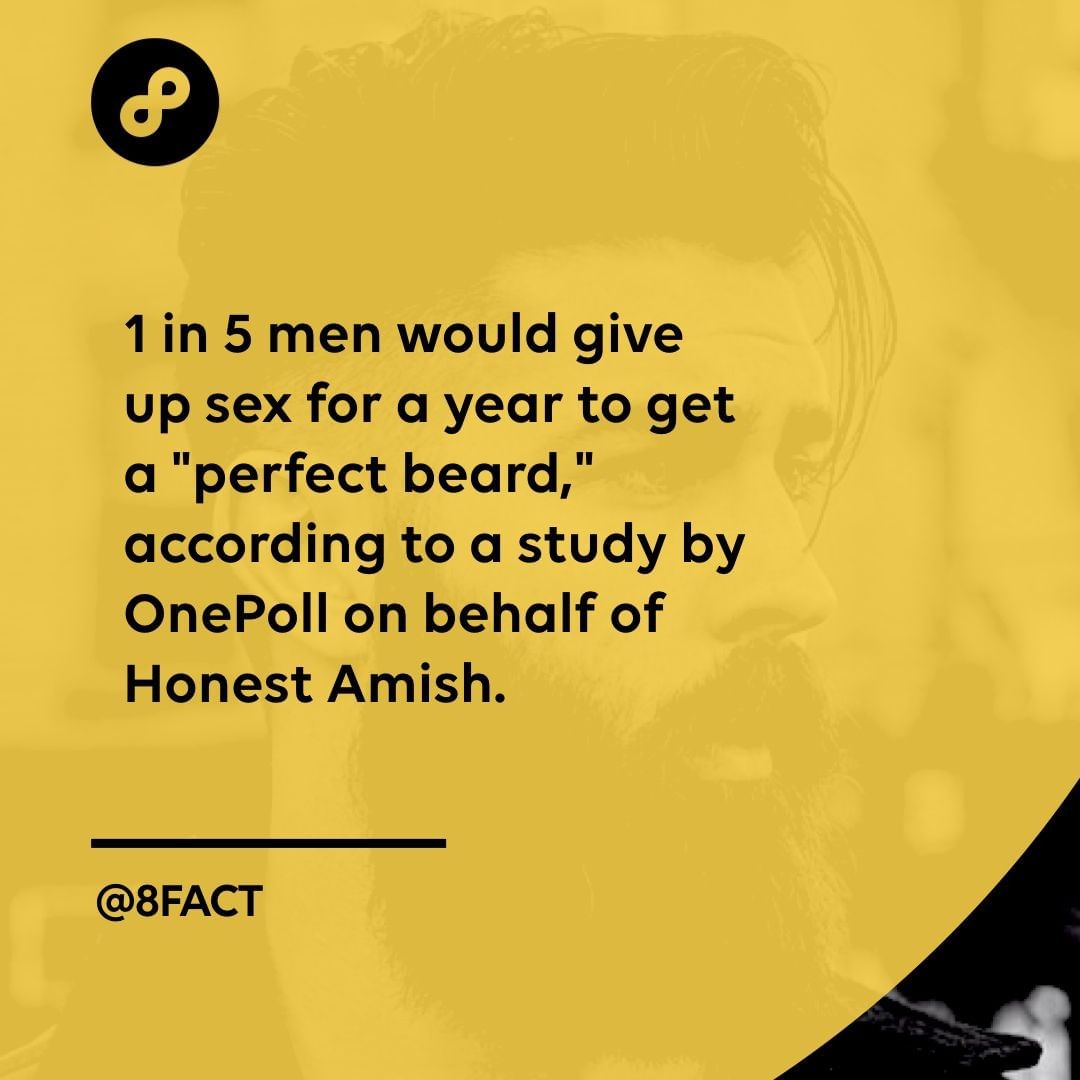 1 in 5 men would give
up sex for a year to get
a "perfect beard,"
according to a study by
OnePoll on behalf of
Honest Amish.
@8FACT